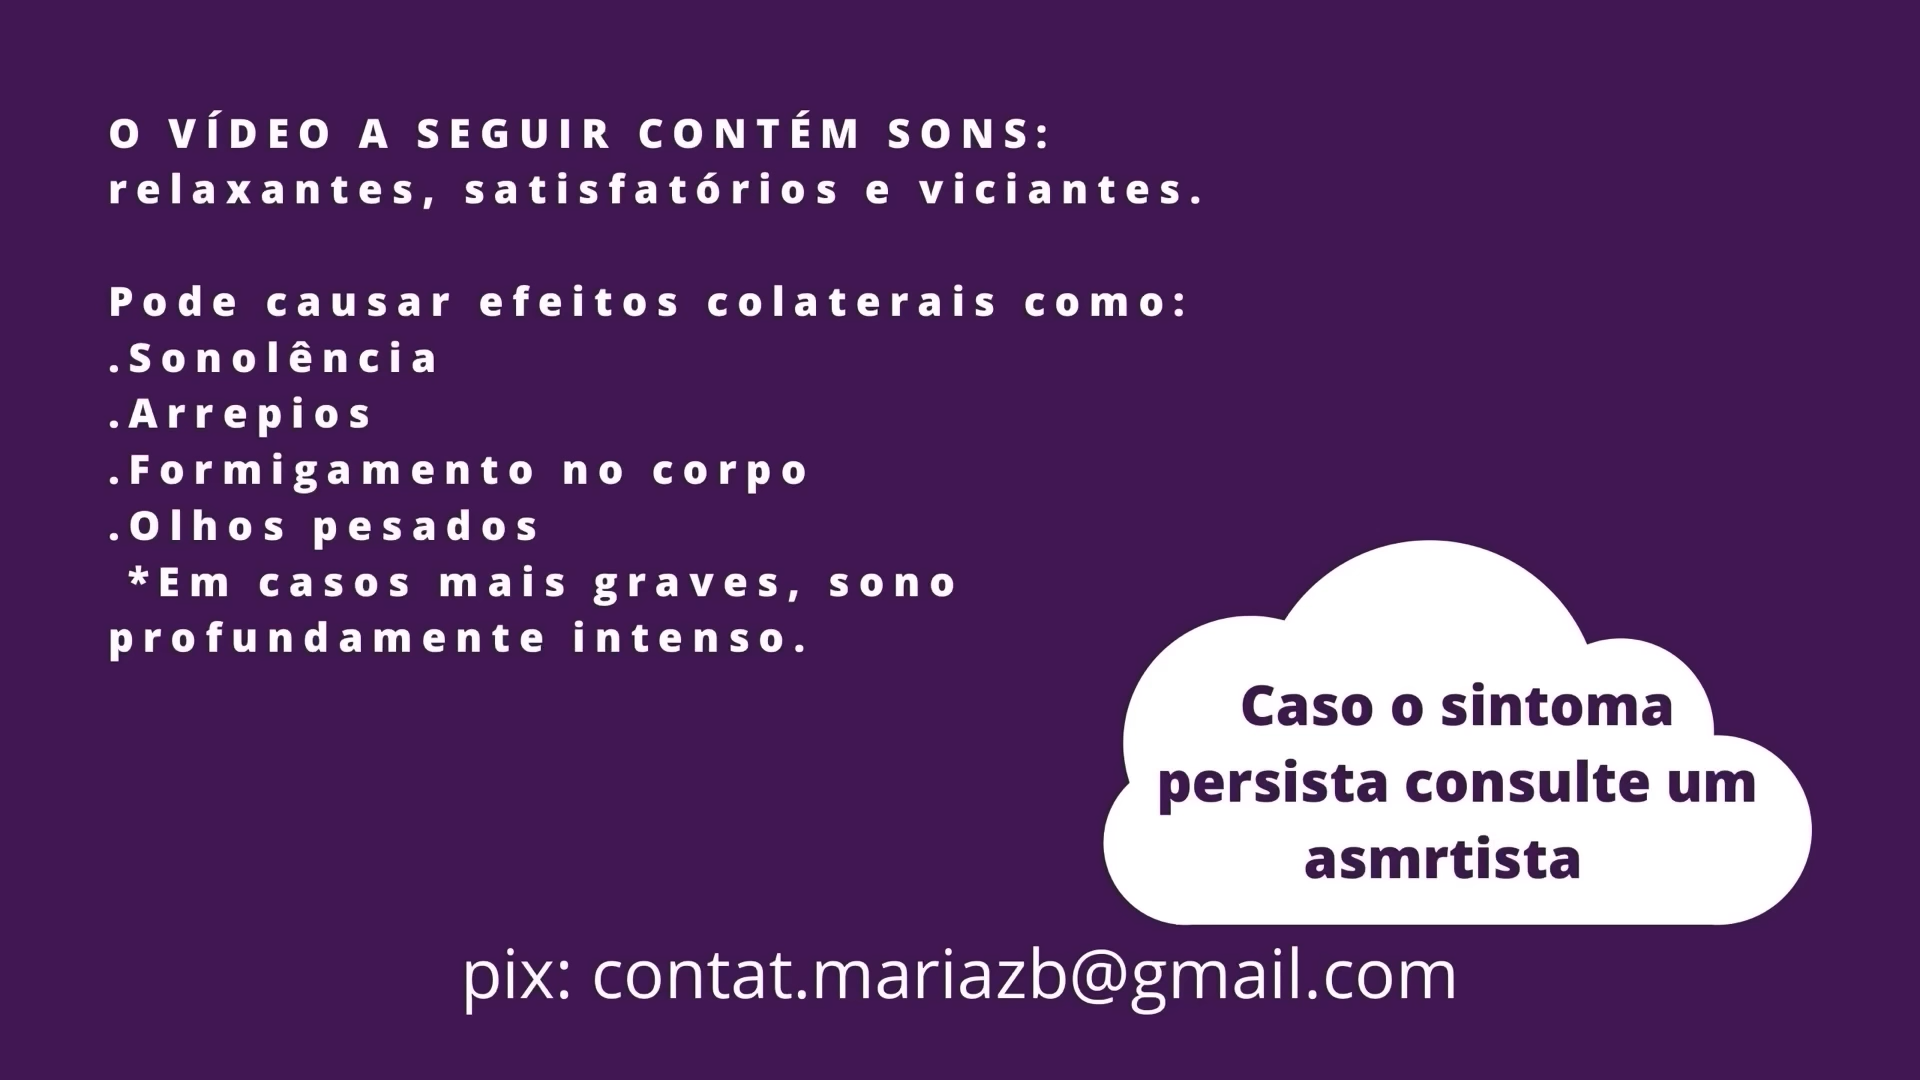 O VÍDEO A SEGUIR CONTÉM SONS:
relaxantes, satisfatórios e viciantes.
Pode causar efeitos colaterais como:
.Sonolência
.Arrepios
.Formigamento no corpo
.Olhos pesados
*Em casos mais graves, sono
profundamente intenso.
Caso o sintoma
persista consulte um
asmrtista
pix: contat.mariazb@gmail.com